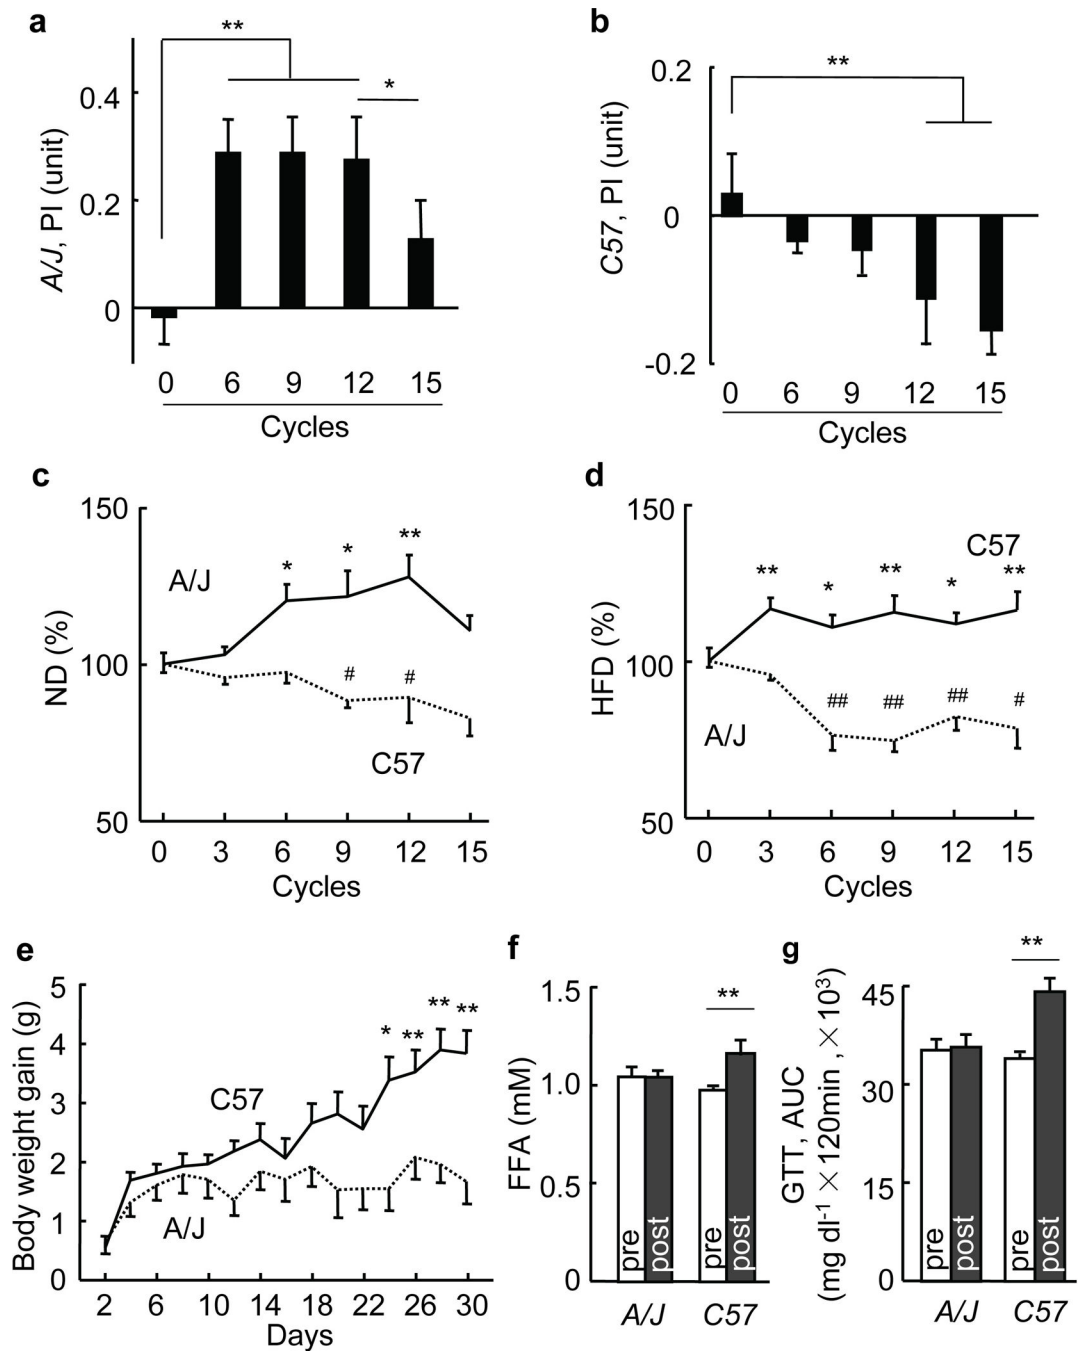 a
**
*
0.4
0.2
0
A/J, PI (unit)
0 6 9 12 15
Cycles
b
**
0.2
0
-0.2
C57, PI (unit)
0 6 9 12 15
Cycles
c
150
100
50
ND (%)
A/J
* * **
# #
C57
0 3 6 9 12 15
Cycles
d
150
100
50
HFD (%)
C57
** * ** * **
## ## ## #
A/J
0 3 6 9 12 15
Cycles
e
5
4
3
2
1
0
Body weight gain (g)
* ** ** **
C57
A/J
2 6 10 14 18 22 26 30
Days
f
1.5
1.0
0.5
0
FFA (mM)
**
pre post pre post
A/J C57
g
45
30
15
0
GTT, AUC
(mg dl⁻¹ × 120min , × 10³)
**
pre post pre post
A/J C57